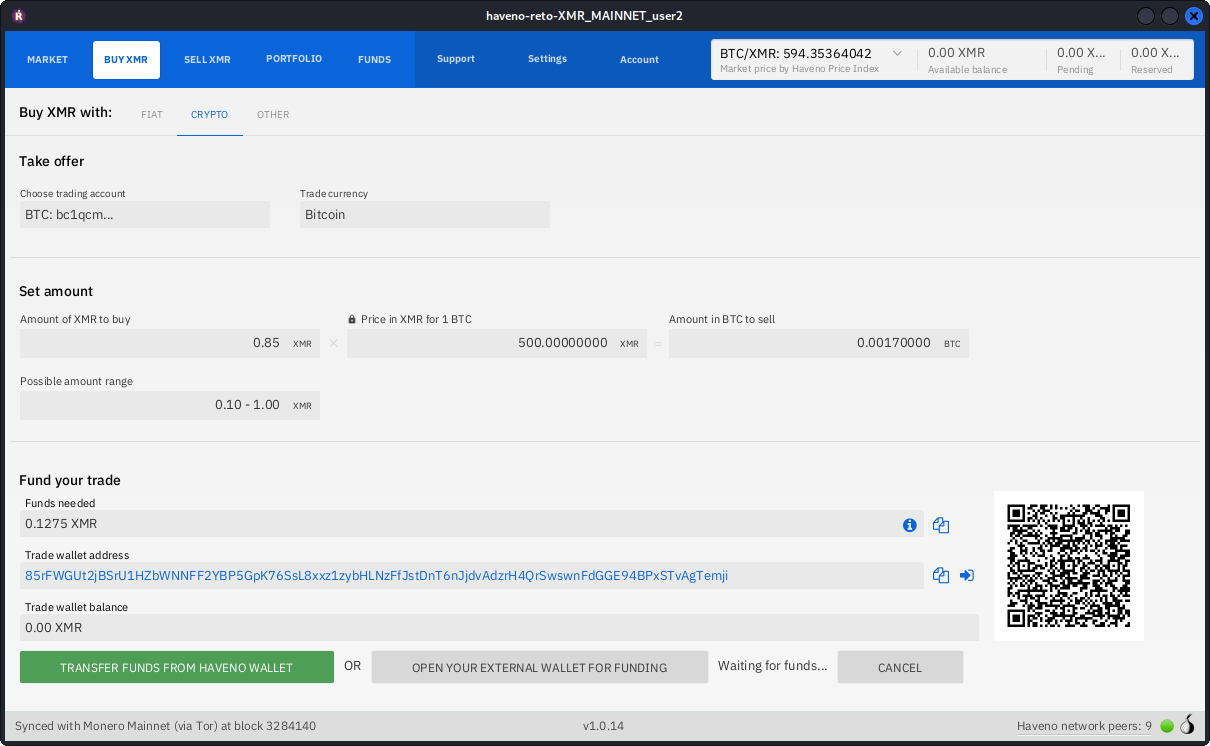 haveno-reto-XMR_MAINNET_user2
MARKET BUY XMR SELL XMR PORTFOLIO FUNDS Support Settings Account
BTC/XMR: 594.35364042 0.00 XMR 0.00 X... 0.00 X...
Market price by Haveno Price Index Available balance Pending Reserved
Buy XMR with: FIAT CRYPTO OTHER
Take offer
Choose trading account Trade currency
BTC: bc1qcm... Bitcoin
Set amount
Amount of XMR to buy Price in XMR for 1 BTC Amount in BTC to sell
0.85 XMR × 500.00000000 XMR = 0.00170000 BTC
Possible amount range
0.10 - 1.00 XMR
Fund your trade
Funds needed
0.1275 XMR
Trade wallet address
85rFWGUt2jBSrU1HZbWNNFF2YBP5GpK76SsL8xxz1zybHLNzFfJstDnT6nJjdvAdzrH4QrSwswnFdGGE94BPxSTvAgTemji
Trade wallet balance
0.00 XMR
TRANSFER FUNDS FROM HAVENO WALLET OR OPEN YOUR EXTERNAL WALLET FOR FUNDING Waiting for funds... CANCEL
Synced with Monero Mainnet (via Tor) at block 3284140 v1.0.14 Haveno network peers: 9